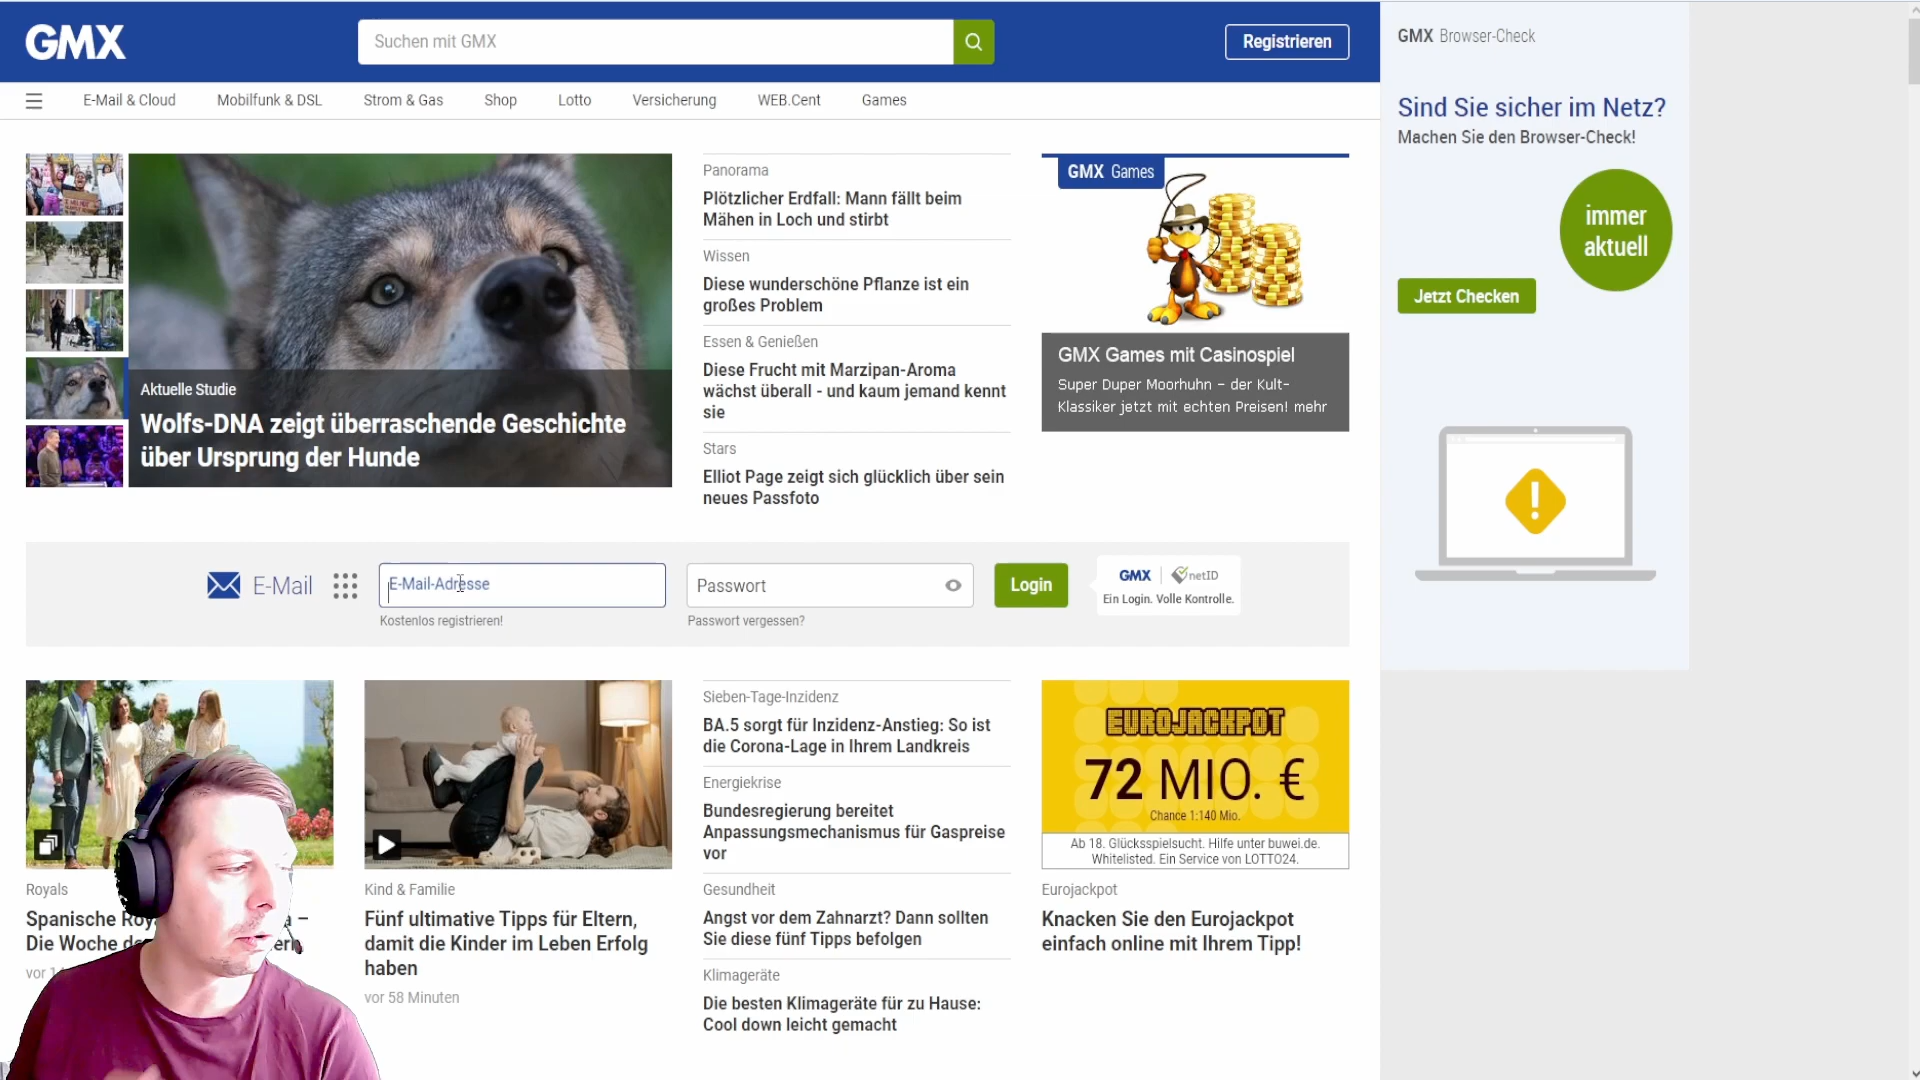 GMX
Suchen mit GMX
Registrieren
E-Mail & Cloud
Mobilfunk & DSL
Strom & Gas
Shop
Lotto
Versicherung
WEB.Cent
Games
Aktuelle Studie
Wolfs-DNA zeigt überraschende Geschichte
über Ursprung der Hunde
Panorama
Plötzlicher Erdfall: Mann fällt beim
Mähen in Loch und stirbt
Wissen
Diese wunderschöne Pflanze ist ein
großes Problem
Essen & Genießen
Diese Frucht mit Marzipan-Aroma
wächst überall - und kaum jemand kennt
sie
Stars
Elliot Page zeigt sich glücklich über sein
neues Passfoto
GMX Games
GMX Games mit Casinospiel
Super Duper Moorhuhn – der Kult-
Klassiker jetzt mit echten Preisen! mehr
GMX Browser-Check
Sind Sie sicher im Netz?
Machen Sie den Browser-Check!
immer
aktuell
Jetzt Checken
E-Mail
E-Mail-Adresse
Kostenlos registrieren!
Passwort
Passwort vergessen?
Login
GMX | netID
Ein Login. Volle Kontrolle.
Royals
Spanische
Die Woche
Kind & Familie
Fünf ultimative Tipps für Eltern,
damit die Kinder im Leben Erfolg
haben
vor 58 Minuten
Sieben-Tage-Inzidenz
BA.5 sorgt für Inzidenz-Anstieg: So ist
die Corona-Lage in Ihrem Landkreis
Energiekrise
Bundesregierung bereitet
Anpassungsmechanismus für Gaspreise
vor
Gesundheit
Angst vor dem Zahnarzt? Dann sollten
Sie diese fünf Tipps befolgen
Klimageräte
Die besten Klimageräte für zu Hause:
Cool down leicht gemacht
EUROJACKPOT
72 MIO. €
Chance 1:140 Mio.
Ab 18. Glücksspielsucht. Hilfe unter buwei.de.
Whitelisted. Ein Service von LOTTO24.
Eurojackpot
Knacken Sie den Eurojackpot
einfach online mit Ihrem Tipp!